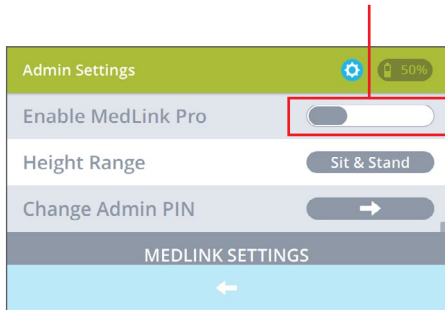 Admin Settings
50%
Enable MedLink Pro
Height Range
Sit & Stand
Change Admin PIN
MEDLINK SETTINGS